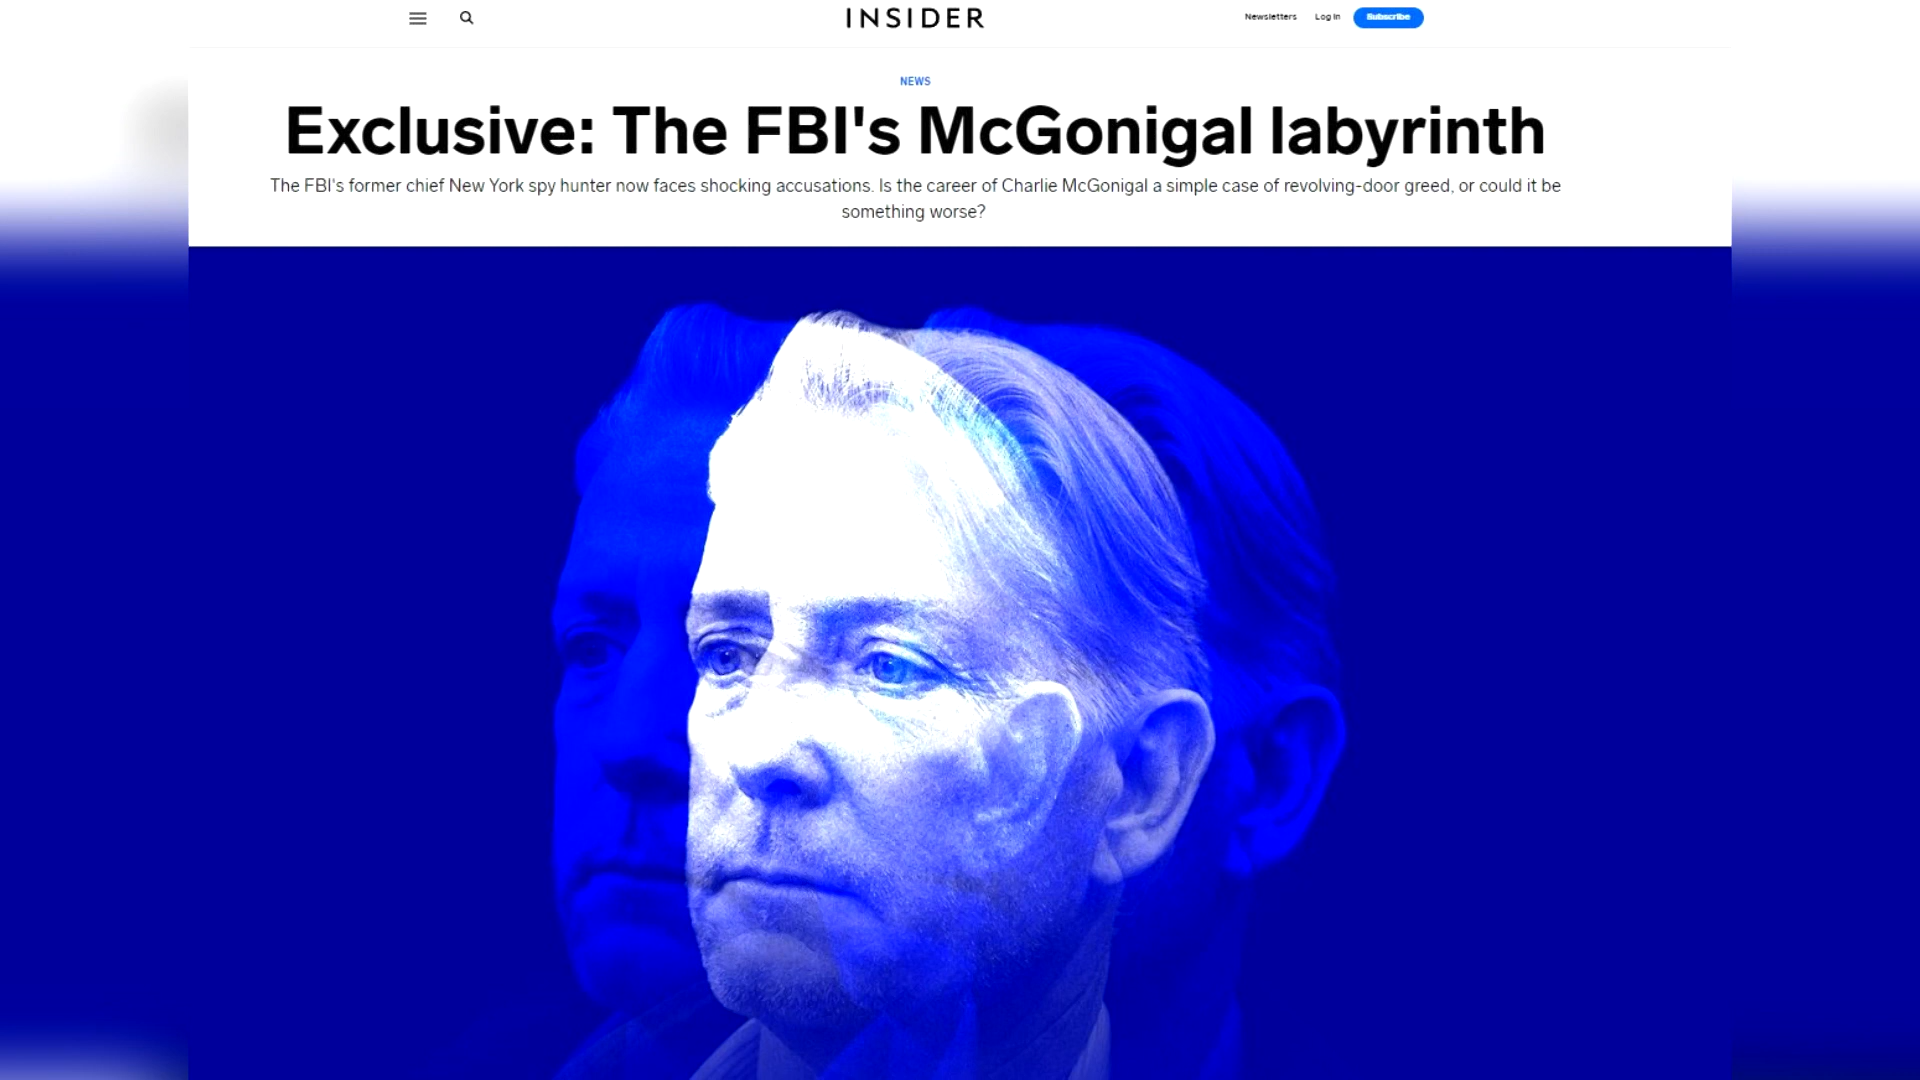 INSIDER
Newsletters Log In Subscribe
NEWS
Exclusive: The FBI's McGonigal labyrinth
The FBI's former chief New York spy hunter now faces shocking accusations. Is the career of Charlie McGonigal a simple case of revolving-door greed, or could it be
something worse?